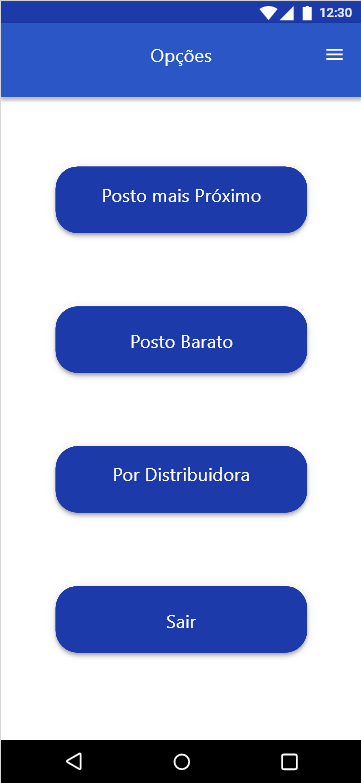 12:30
Opções
Posto mais Próximo
Posto Barato
Por Distribuidora
Sair